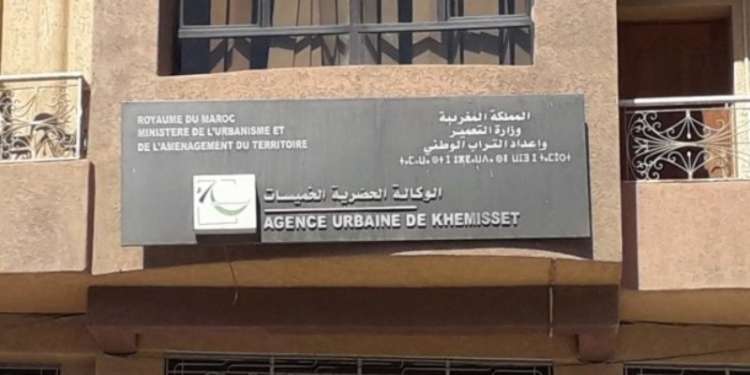 ROYAUME DU MAROC
MINISTERE DE L'URBANISME ET
DE L'AMENAGEMENT DU TERRITOIRE
المملكة المغربية
وزارة التعمير
وإعداد التراب الوطني
الوكالة الحضرية الخميسات
AGENCE URBAINE DE KHEMISSET